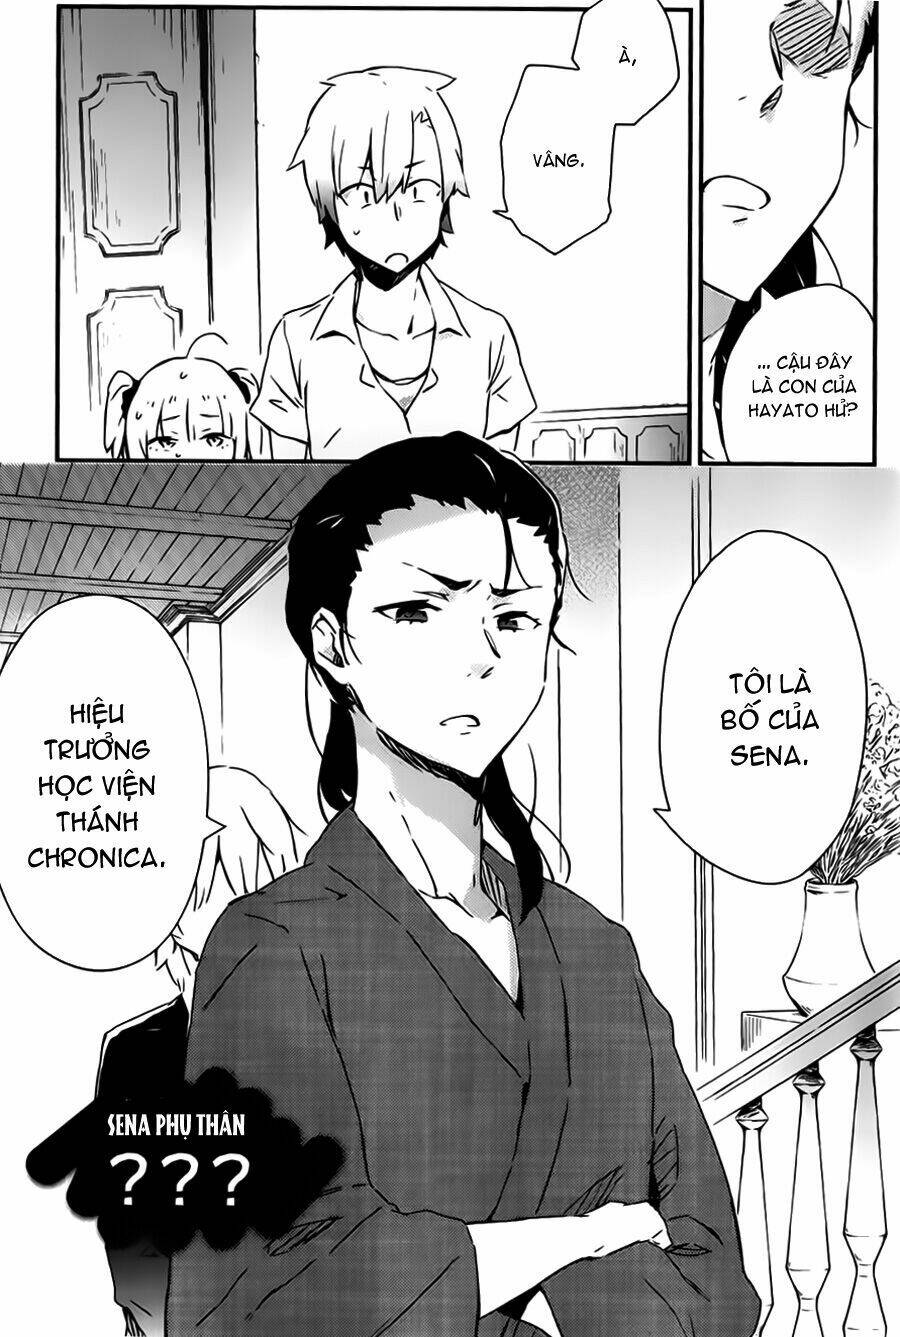 ... CẬU ĐÂY
LÀ CON CỦA
HAYATO HỬ?
À,
VÂNG.
TÔI LÀ
BỐ CỦA
SENA.
HIỆU
TRƯỞNG
HỌC VIỆN
THÁNH
CHRONICA.
SENA PHỤ THÂN
???